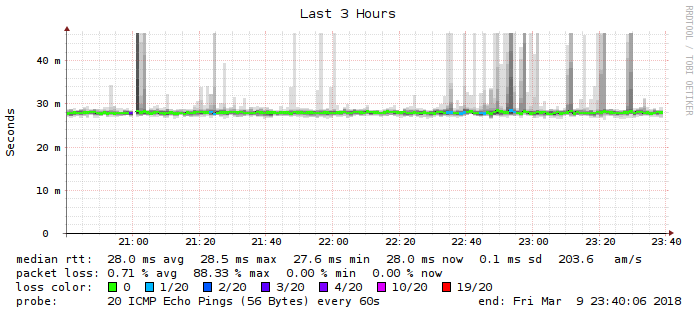 Last 3 Hours
RRDTOOL / TOBI OETIKER
Seconds
40 m
30 m
20 m
10 m
0
21:00 21:20 21:40 22:00 22:20 22:40 23:00 23:20 23:40
median rtt: 28.0 ms avg 28.5 ms max 27.6 ms min 28.0 ms now 0.1 ms sd 203.6 am/s
packet loss: 0.71 % avg 88.33 % max 0.00 % min 0.00 % now
loss color: 0 1/20 2/20 3/20 4/20 10/20 19/20
probe: 20 ICMP Echo Pings (56 Bytes) every 60s end: Fri Mar 9 23:40:06 2018